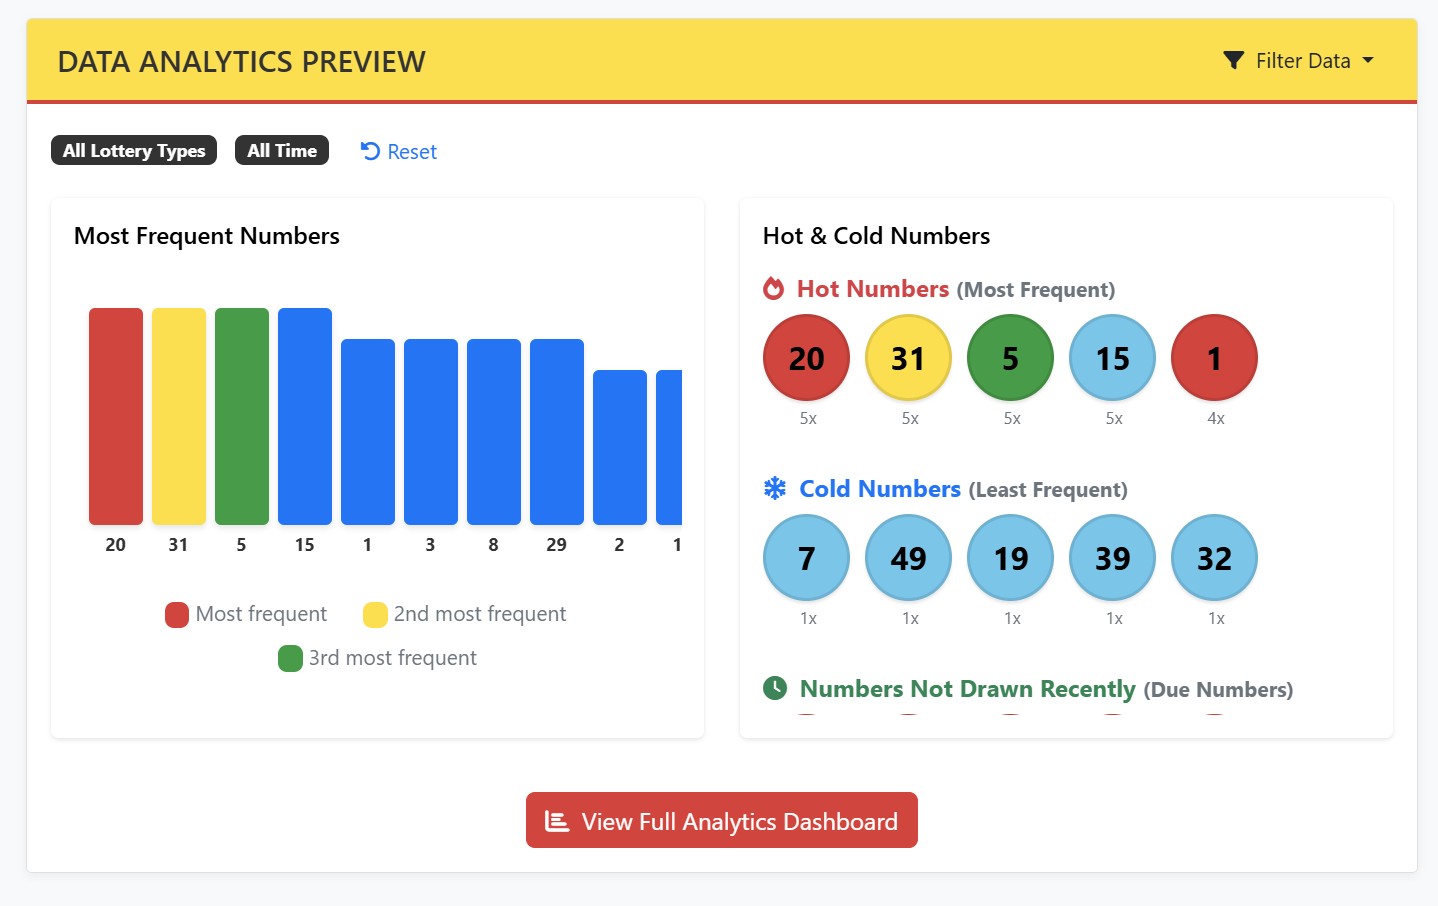 DATA ANALYTICS PREVIEW
Filter Data
All Lottery Types All Time Reset
Most Frequent Numbers
20 31 5 15 1 3 8 29 2
Most frequent 2nd most frequent
3rd most frequent
Hot & Cold Numbers
Hot Numbers (Most Frequent)
20 31 5 15 1
5x 5x 5x 5x 4x
Cold Numbers (Least Frequent)
7 49 19 39 32
1x 1x 1x 1x 1x
Numbers Not Drawn Recently (Due Numbers)
View Full Analytics Dashboard